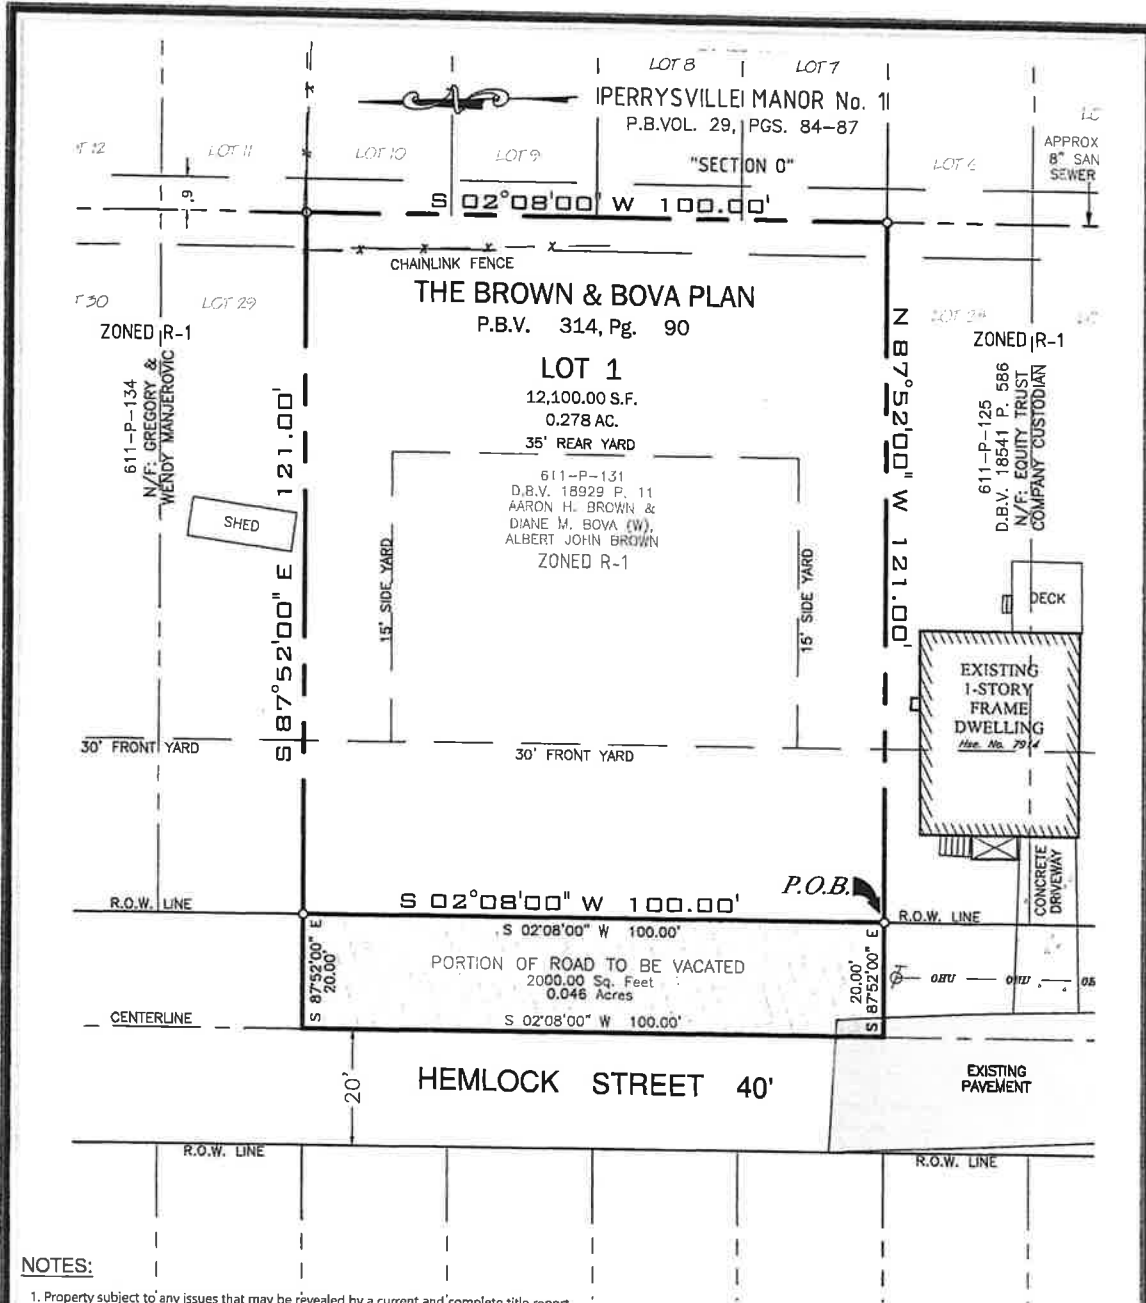 LOT 8
LOT 7
PERRYSVILLE MANOR No. 1
P.B.VOL. 29, PGS. 84-87
"SECTION O"
12
LOT 11
LOT 10
LOT 9
LOT 6
APPROX
8" SAN
SEWER
S 02°08'00" W 100.00'
CHAINLINK FENCE
THE BROWN & BOVA PLAN
P.B.V. 314, Pg. 90
LOT 1
12,100.00 S.F.
0.278 AC.
35' REAR YARD
611-P-131
D.B.V. 18929 P. 11
AARON H. BROWN &
DIANE M. BOVA (W),
ALBERT JOHN BROWN
ZONED R-1
30
LOT 29
ZONED R-1
611-P-134
N/F: GREGORY &
WENDY MANJEROVIC
S 87°52'00" E 121.00'
SHED
15' SIDE YARD
15' SIDE YARD
N 87°52'00" W 121.00'
ZONED R-1
611-P-125
D.B.V. 18541 P. 586
N/F: EQUITY TRUST
COMPANY CUSTODIAN
DECK
EXISTING
1-STORY
FRAME
DWELLING
Hse. No. 7914
30' FRONT YARD
30' FRONT YARD
CONCRETE
DRIVEWAY
P.O.B.
R.O.W. LINE
S 02°08'00" W 100.00'
R.O.W. LINE
S 02°08'00" W 100.00'
S 87°52'00" E
20.00'
PORTION OF ROAD TO BE VACATED
2000.00 Sq. Feet
0.046 Acres
20.00'
S 87°52'00" E
OHU
OHU
S 02°08'00" W 100.00'
CENTERLINE
20'
HEMLOCK STREET 40'
EXISTING
PAVEMENT
R.O.W. LINE
R.O.W. LINE
NOTES:
1. Property subject to any issues that may be revealed by a current and complete title report.